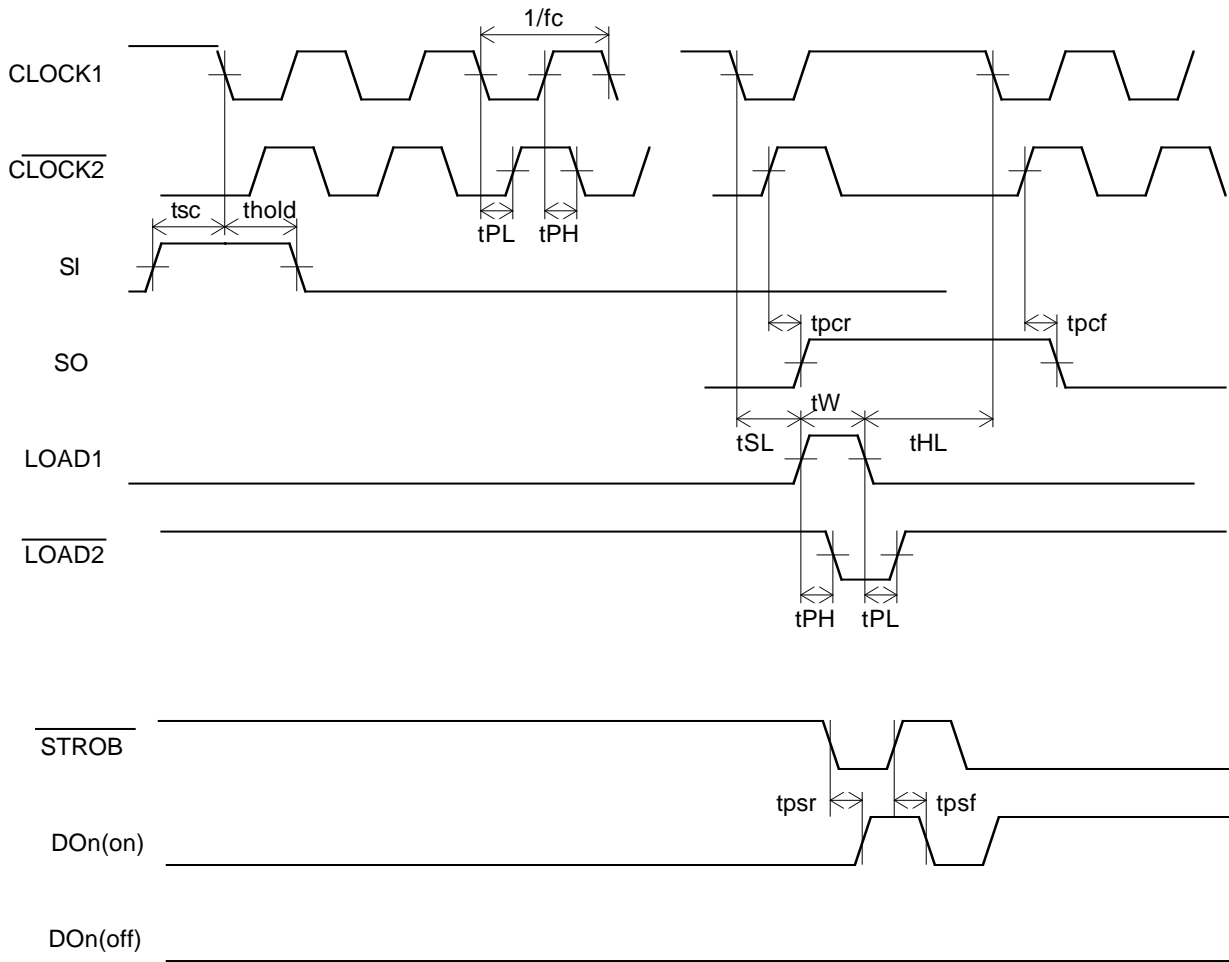 1/fc
CLOCK1
CLOCK2
tsc thold
tPL tPH
SI
tpcr tpcf
SO
tW
tSL tHL
LOAD1
LOAD2
tPH tPL
STROB
tpsr tpsf
DOn(on)
DOn(off)